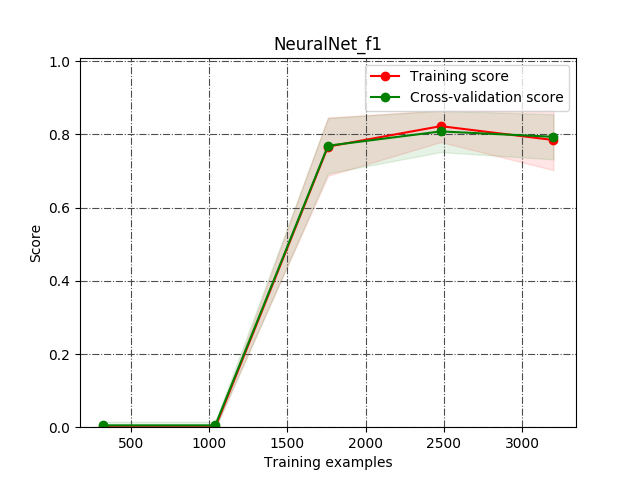 NeuralNet_f1
Training score
Cross-validation score
1.0
0.8
0.6
0.4
0.2
0.0
Score
500
1000
1500
2000
2500
3000
Training examples